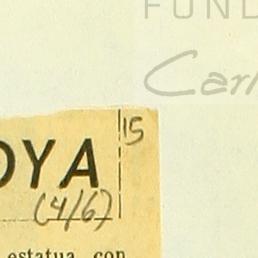 FUND
Carl
15
OYA
(4/6)
estatua con